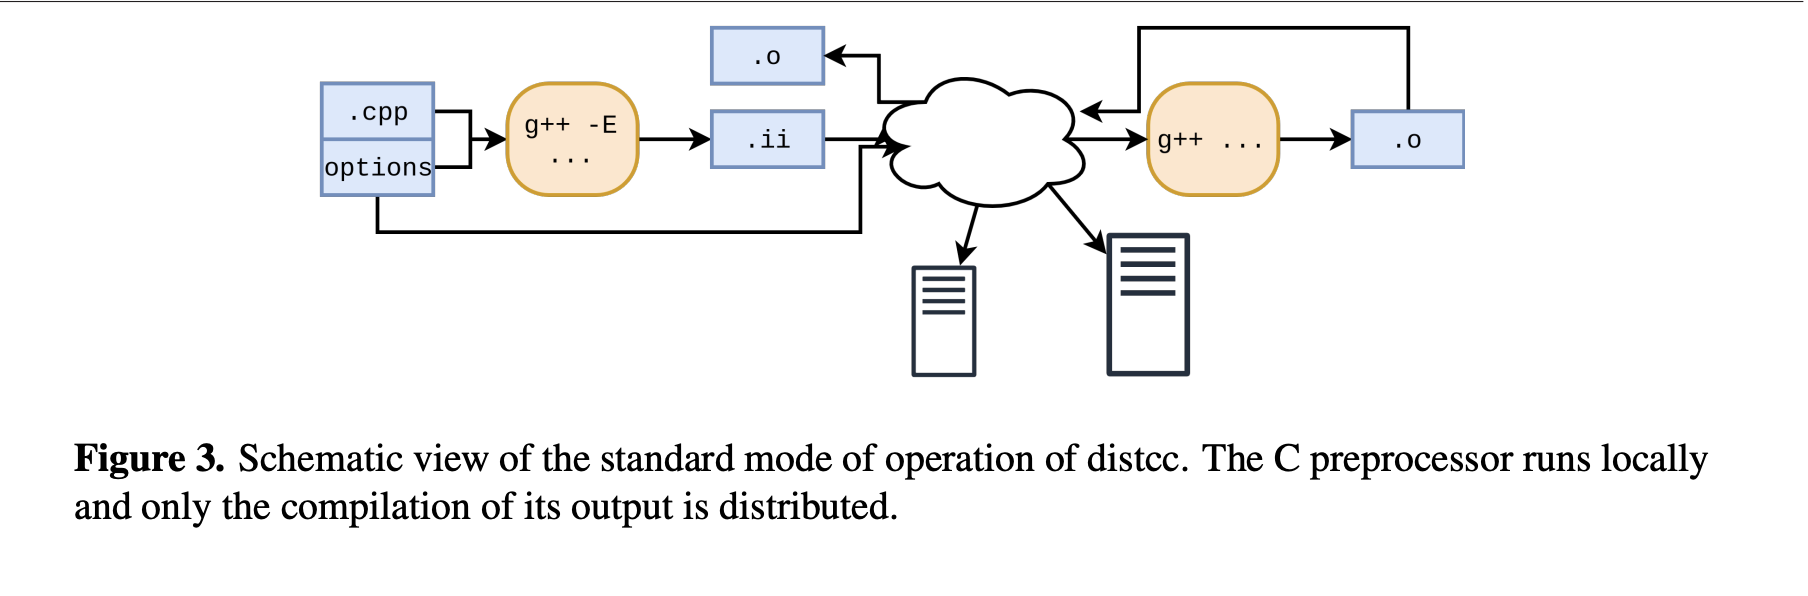 .o
.cpp
options
g++ -E
...
.ii
g++ ...
.o
Figure 3. Schematic view of the standard mode of operation of distcc. The C preprocessor runs locally
and only the compilation of its output is distributed.